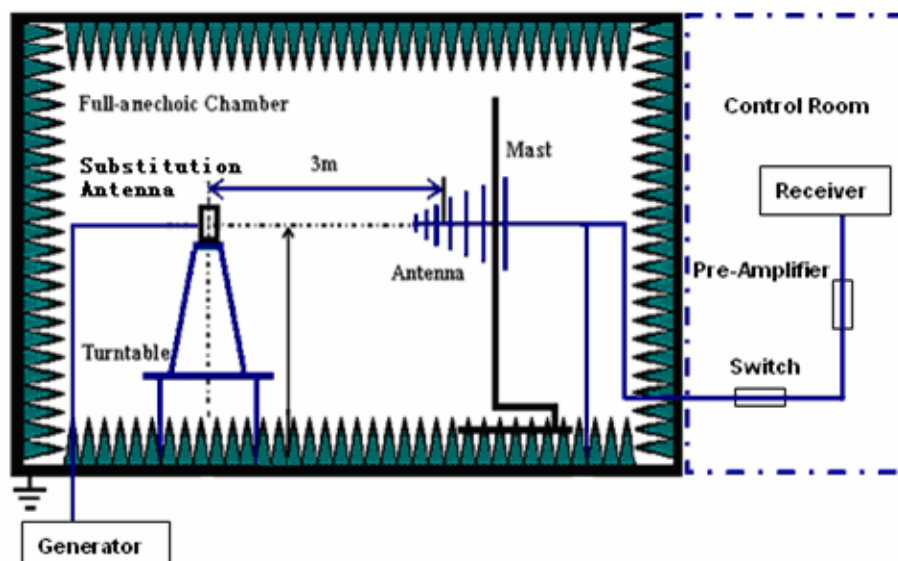 Full-anechoic Chamber
Control Room
Substitution
Antenna
3m
Mast
Receiver
Antenna
Pre-Amplifier
Turntable
Switch
Generator